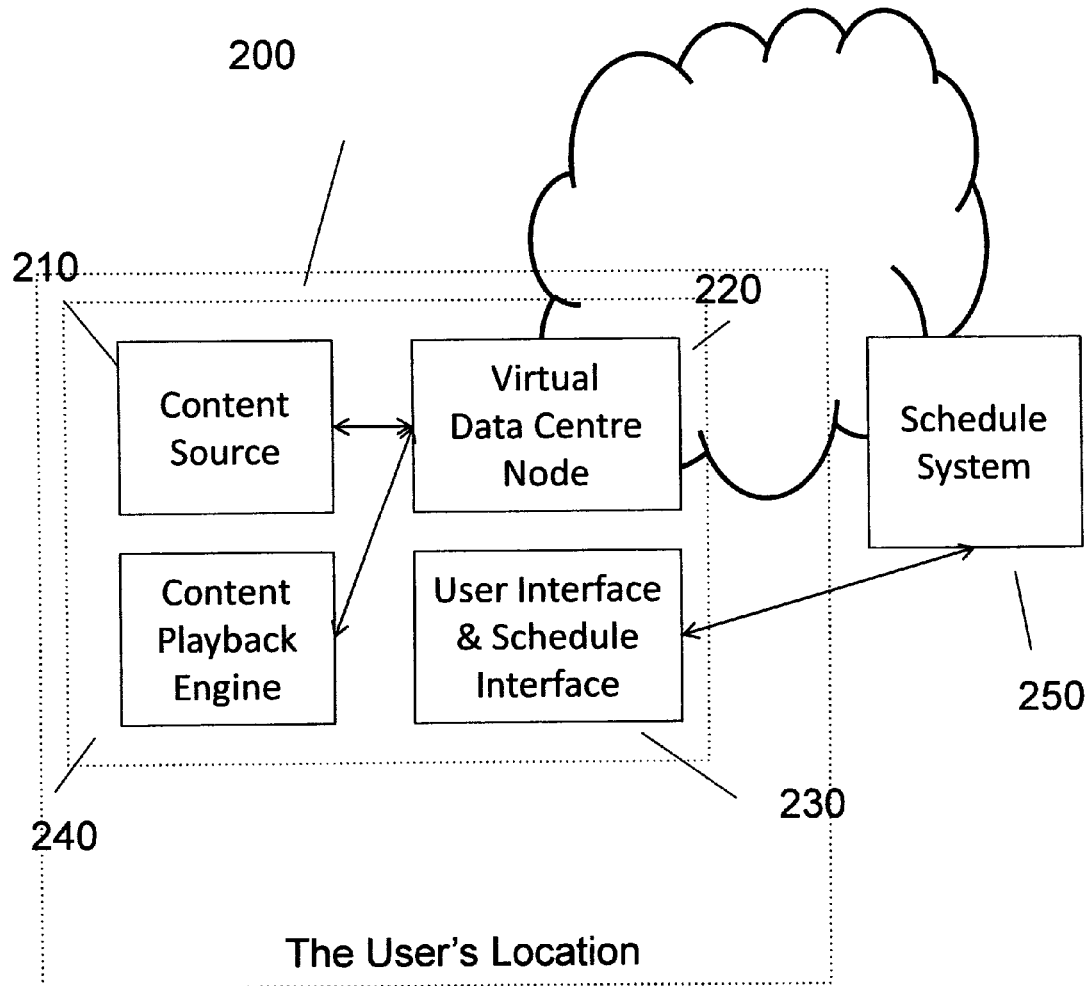 200
210
220
Content
Source
Virtual
Data Centre
Node
Schedule
System
Content
Playback
Engine
User Interface
& Schedule
Interface
250
230
240
The User's Location